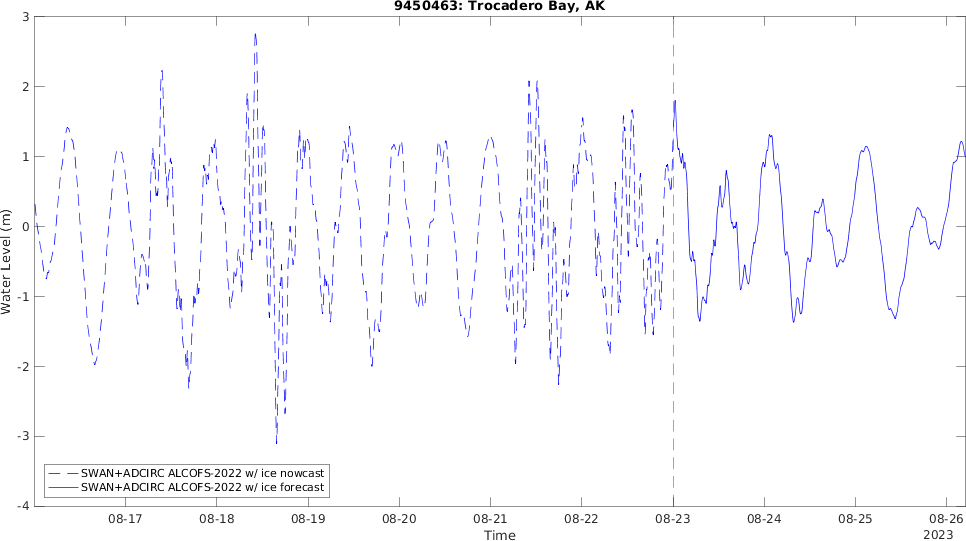 9450463: Trocadero Bay, AK
3
2
1
0
-1
-2
-3
-4
Water Level (m)
SWAN+ADCIRC ALCOFS-2022 w/ ice nowcast
SWAN+ADCIRC ALCOFS-2022 w/ ice forecast
08-17 08-18 08-19 08-20 08-21 08-22 08-23 08-24 08-25 08-26
Time
2023